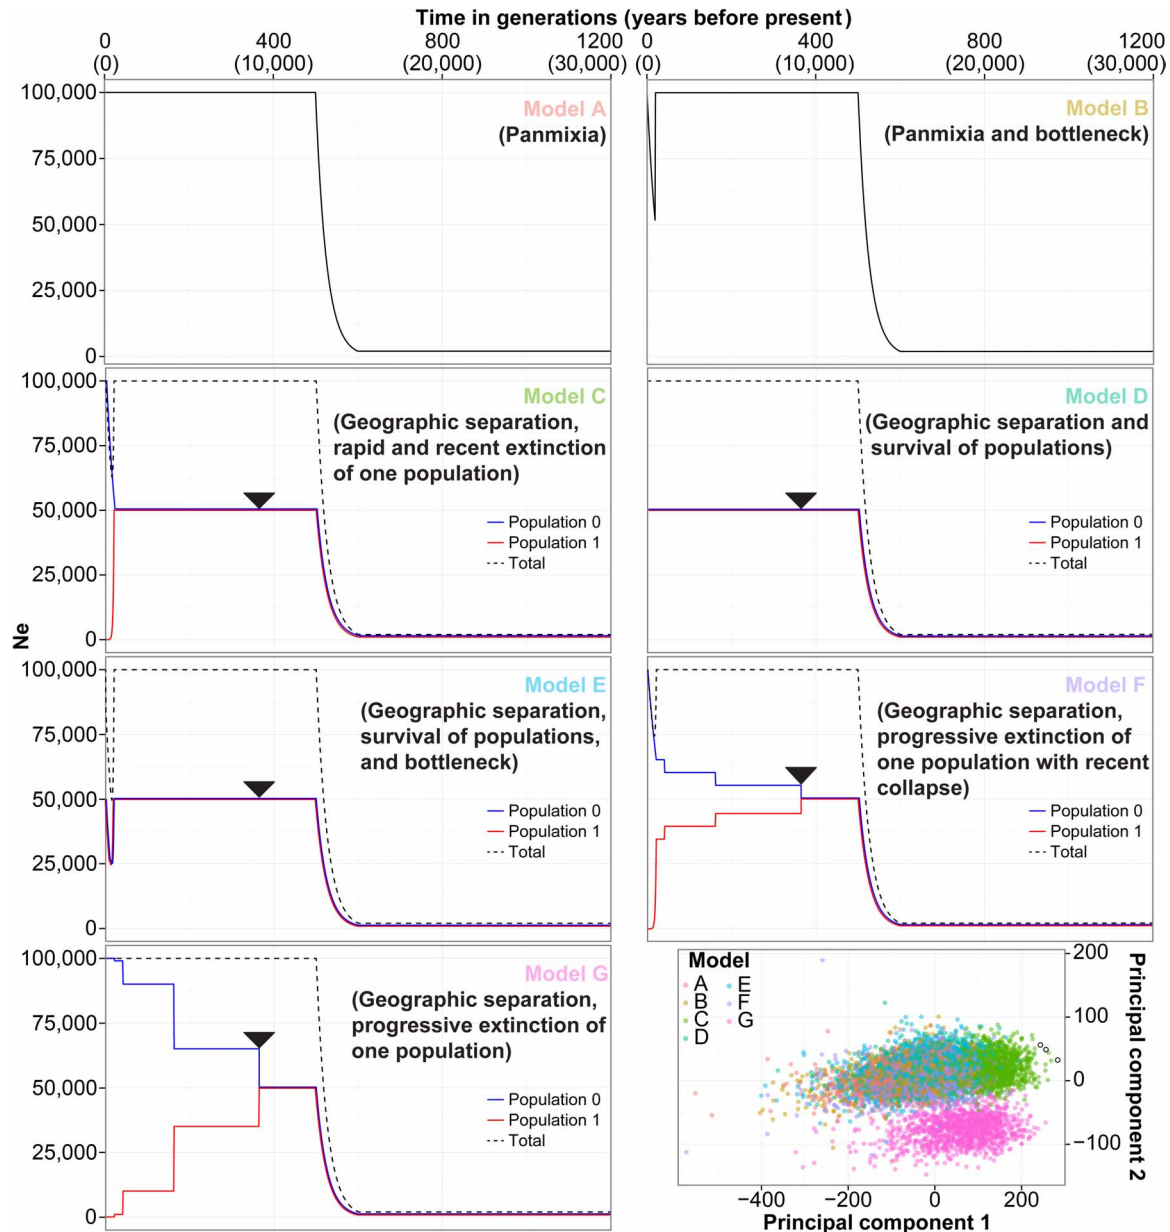 Time in generations (years before present)
0 400 800 1200 0 400 800 1200
(0) (10,000) (20,000) (30,000) (0) (10,000) (20,000) (30,000)
100,000
75,000
50,000
25,000
0
Model A
(Panmixia)
Model B
(Panmixia and bottleneck)
100,000
75,000
50,000
25,000
0
Model C
(Geographic separation,
rapid and recent extinction
of one population)
Population 0
Population 1
Total
Model D
(Geographic separation and
survival of populations)
Population 0
Population 1
Total
Ne
100,000
75,000
50,000
25,000
0
Model E
(Geographic separation,
survival of populations,
and bottleneck)
Population 0
Population 1
Total
Model F
(Geographic separation,
progressive extinction of
one population with recent
collapse)
Population 0
Population 1
Total
100,000
75,000
50,000
25,000
0
Model G
(Geographic separation,
progressive extinction of
one population)
Population 0
Population 1
Total
Model
A E
B F
C G
D
200
100
0
−100
Principal component 2
−400 −200 0 200
Principal component 1